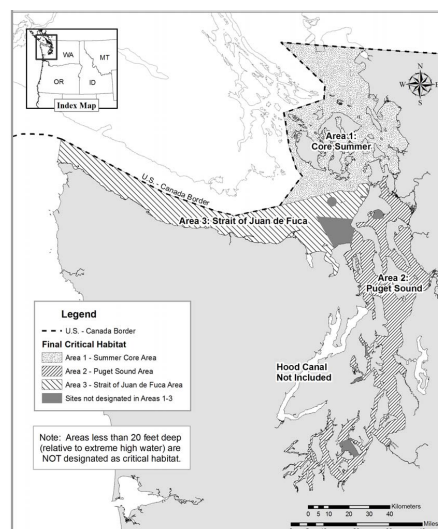 WA
MT
OR
ID
Index Map
N
W
E
S
Area 1:
Core Summer
U.S. - Canada Border
Area 3: Strait of Juan de Fuca
Area 2:
Puget Sound
Hood Canal
Not Included
Legend
U.S. - Canada Border
Final Critical Habitat
Area 1 - Summer Core Area
Area 2 - Puget Sound Area
Area 3 - Strait of Juan de Fuca Area
Sites not designated in Areas 1-3
Note: Areas less than 20 feet deep
(relative to extreme high water) are
NOT designated as critical habitat.
Kilometers
0 5 10 20 30 40
Miles